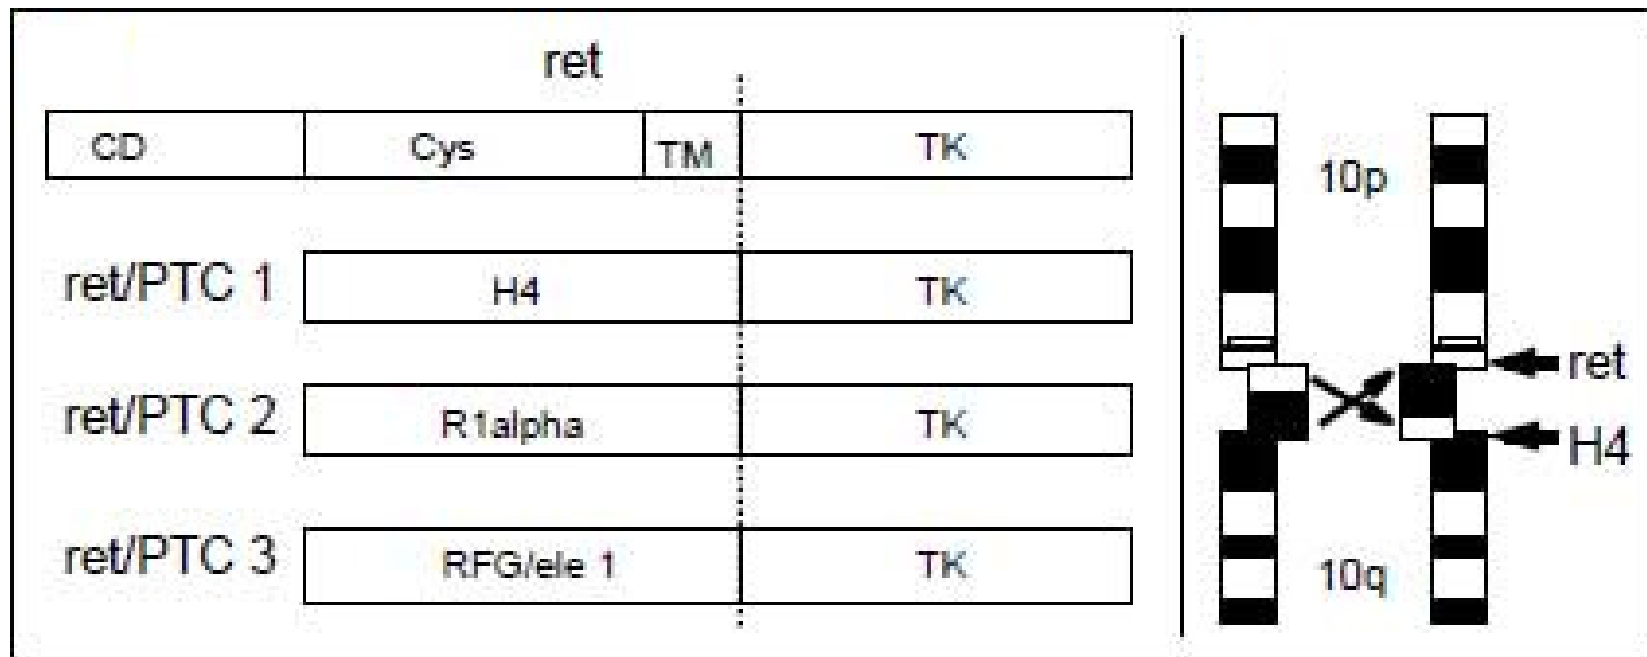 ret
CD Cys TM TK
ret/PTC 1 H4 TK
ret/PTC 2 R1alpha TK
ret/PTC 3 RFG/ele 1 TK
10p
ret
H4
10q